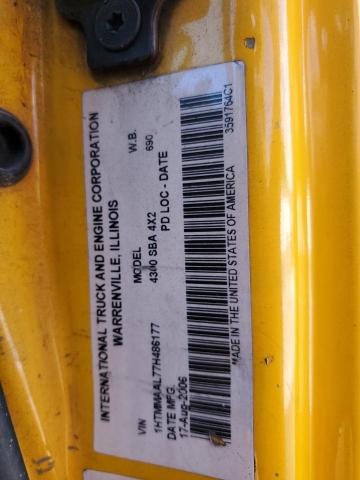 INTERNATIONAL TRUCK AND ENGINE CORPORATION
WARRENVILLE, ILLINOIS
MODEL
W.B.
4300 SBA 4X2
690
PD LOC - DATE
VIN
1HTMMAAL77H486177
DATE MFG.
17-Aug-2006
MADE IN THE UNITED STATES OF AMERICA
3591764C1